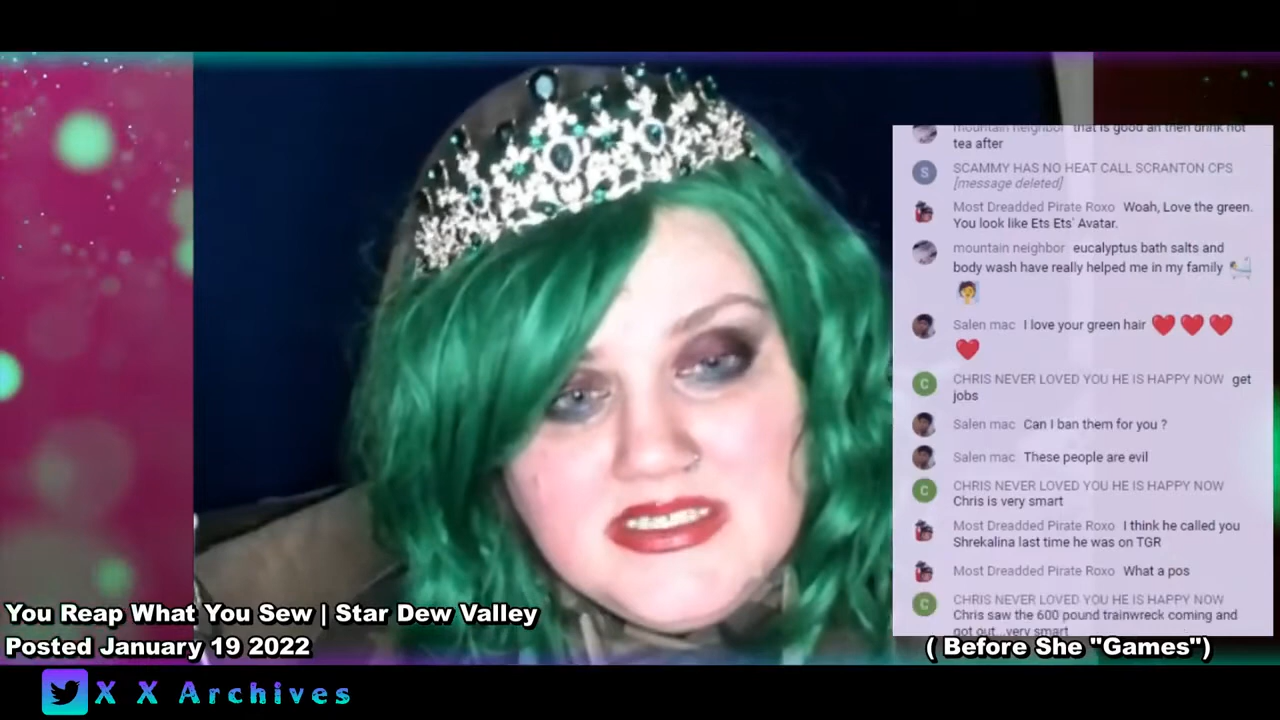 mountain neighbor that is good an then drink hot
tea after
S SCAMMY HAS NO HEAT CALL SCRANTON CPS
[message deleted]
Most Dreadded Pirate Roxo Woah, Love the green.
You look like Ets Ets' Avatar.
mountain neighbor eucalyptus bath salts and
body wash have really helped me in my family
Salen mac I love your green hair
C CHRIS NEVER LOVED YOU HE IS HAPPY NOW get
jobs
Salen mac Can I ban them for you ?
Salen mac These people are evil
C CHRIS NEVER LOVED YOU HE IS HAPPY NOW
Chris is very smart
Most Dreadded Pirate Roxo I think he called you
Shrekalina last time he was on TGR
Most Dreadded Pirate Roxo What a pos
C CHRIS NEVER LOVED YOU HE IS HAPPY NOW
Chris saw the 600 pound trainwreck coming and
got out...very smart
You Reap What You Sew | Star Dew Valley
Posted January 19 2022
( Before She "Games")
X X Archives